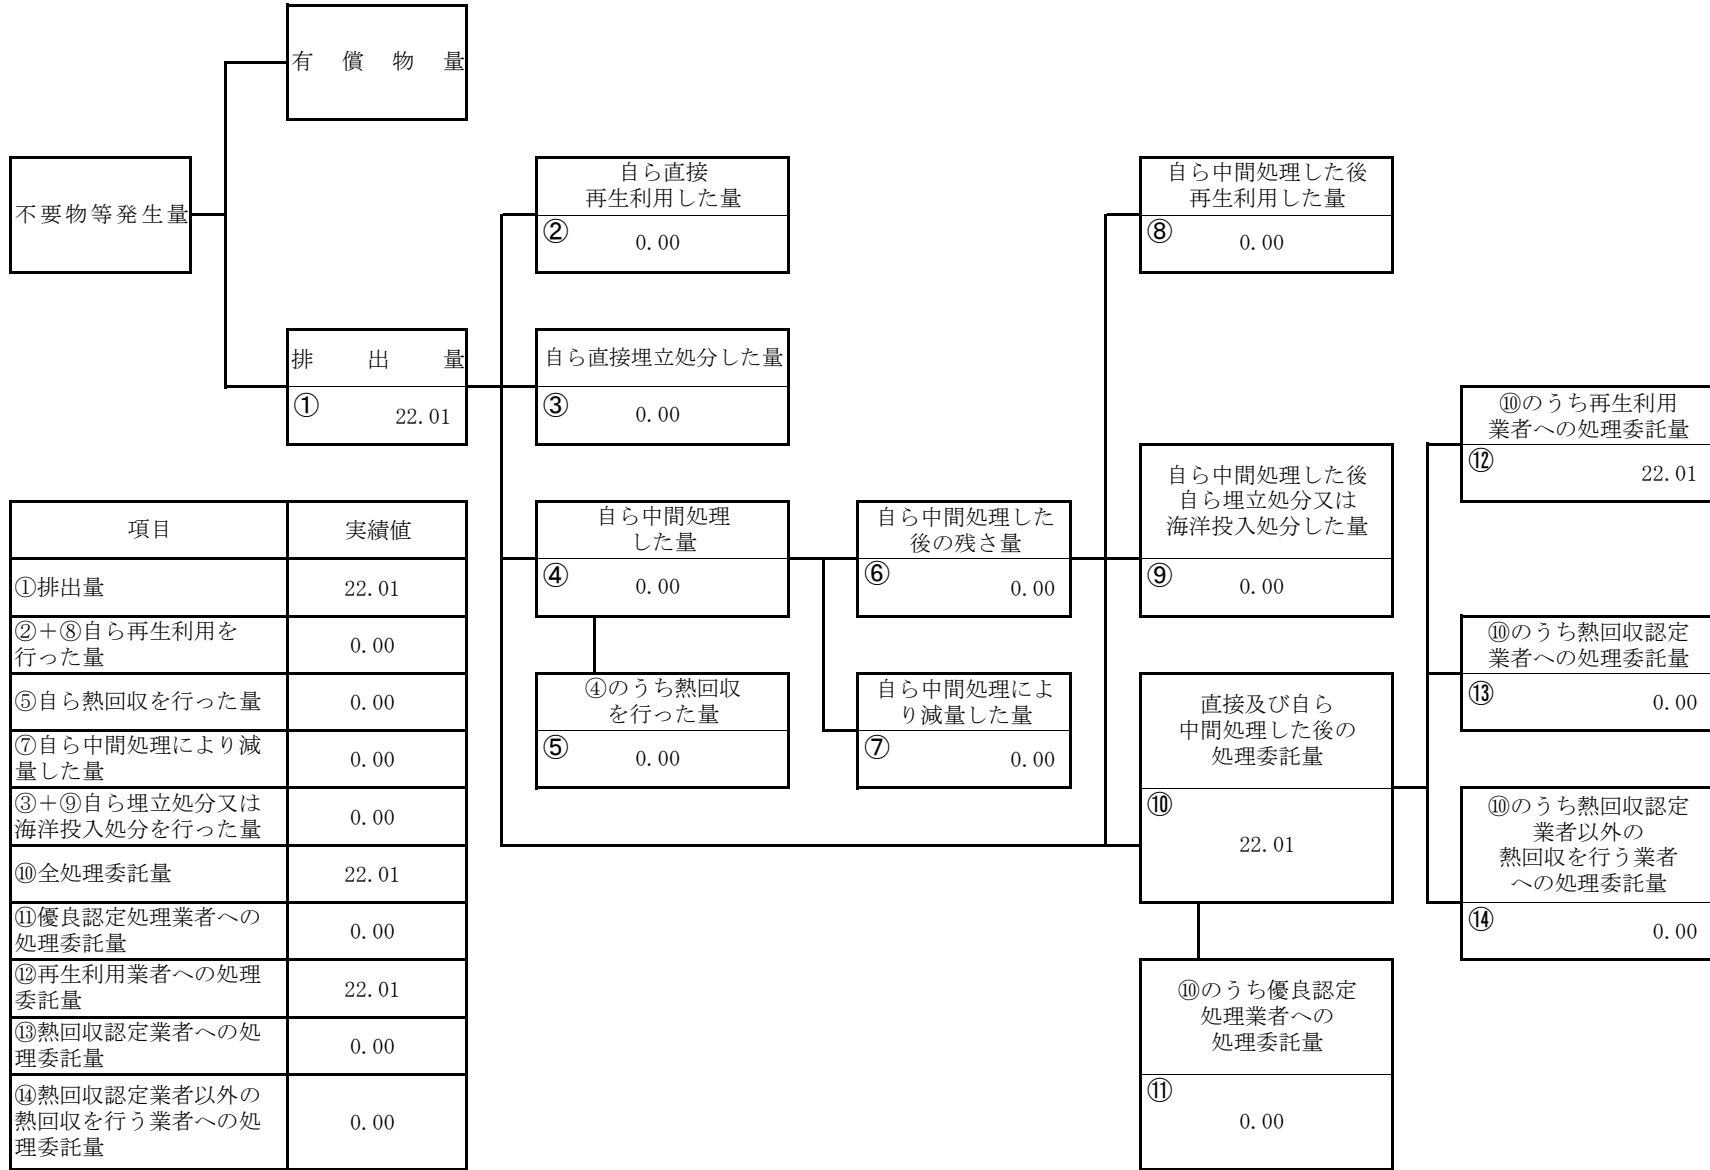 有償物量
不要物等発生量
排出量
①
22.01
自ら直接
再生利用した量
②
0.00
自ら直接埋立処分した量
③
0.00
自ら中間処理
した量
④
0.00
④のうち熱回収
を行った量
⑤
0.00
自ら中間処理した
後の残さ量
⑥
0.00
自ら中間処理によ
り減量した量
⑦
0.00
自ら中間処理した後
再生利用した量
⑧
0.00
自ら中間処理した後
自ら埋立処分又は
海洋投入処分した量
⑨
0.00
直接及び自ら
中間処理した後の
処理委託量
⑩
22.01
⑩のうち優良認定
処理業者への
処理委託量
⑪
0.00
⑩のうち再生利用
業者への処理委託量
⑫
22.01
⑩のうち熱回収認定
業者への処理委託量
⑬
0.00
⑩のうち熱回収認定
業者以外の
熱回収を行う業者
への処理委託量
⑭
0.00
項目 実績値
①排出量 22.01
②＋⑧自ら再生利用を
行った量 0.00
⑤自ら熱回収を行った量 0.00
⑦自ら中間処理により減
量した量 0.00
③＋⑨自ら埋立処分又は
海洋投入処分を行った量 0.00
⑩全処理委託量 22.01
⑪優良認定処理業者への
処理委託量 0.00
⑫再生利用業者への処理
委託量 22.01
⑬熱回収認定業者への処
理委託量 0.00
⑭熱回収認定業者以外の
熱回収を行う業者への処
理委託量 0.00